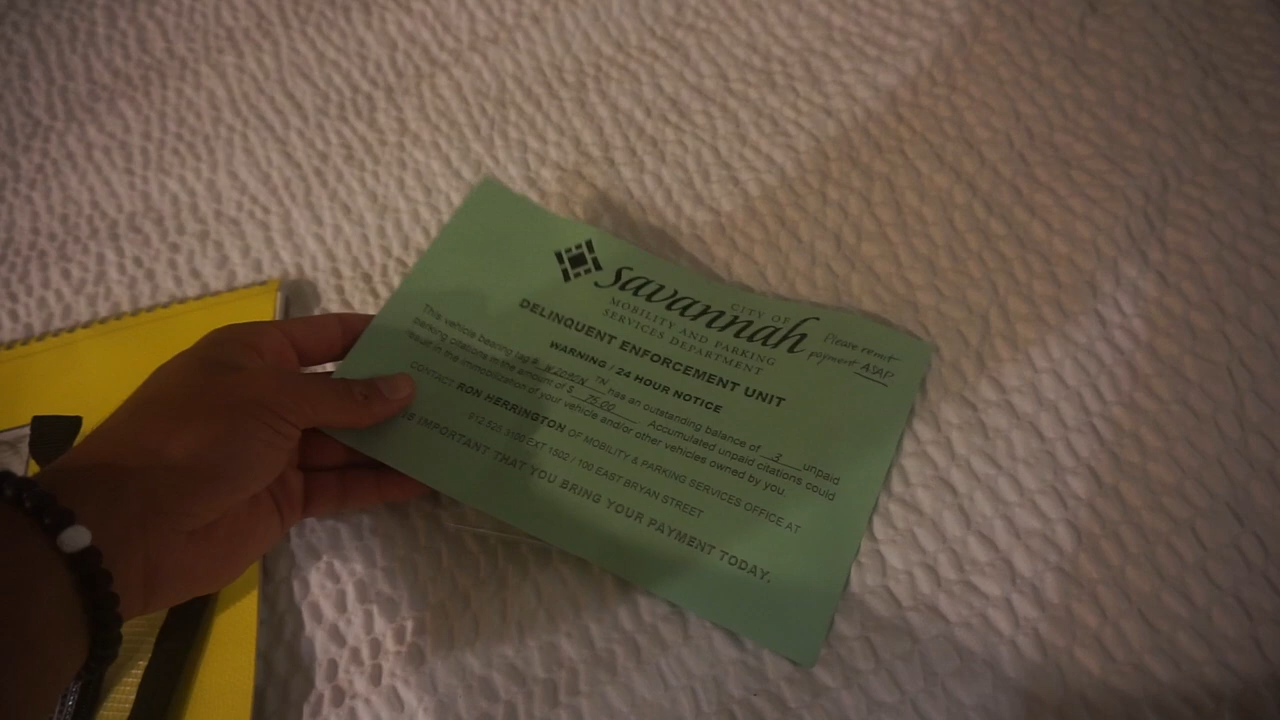 CITY OF
savannah
MOBILITY AND PARKING
SERVICES DEPARTMENT
Please remit
payment ASAP
DELINQUENT ENFORCEMENT UNIT
WARNING / 24 HOUR NOTICE
This vehicle bearing tag # TN has an outstanding balance of 3 unpaid
parking citations in the amount of $ 75.00 Accumulated unpaid citations could
result in the immobilization of your vehicle and/or other vehicles owned by you.
CONTACT RON HERRINGTON OF MOBILITY & PARKING SERVICES OFFICE AT
912.525.3100 EXT 1502 / 100 EAST BRYAN STREET
IS IMPORTANT THAT YOU BRING YOUR PAYMENT TODAY.